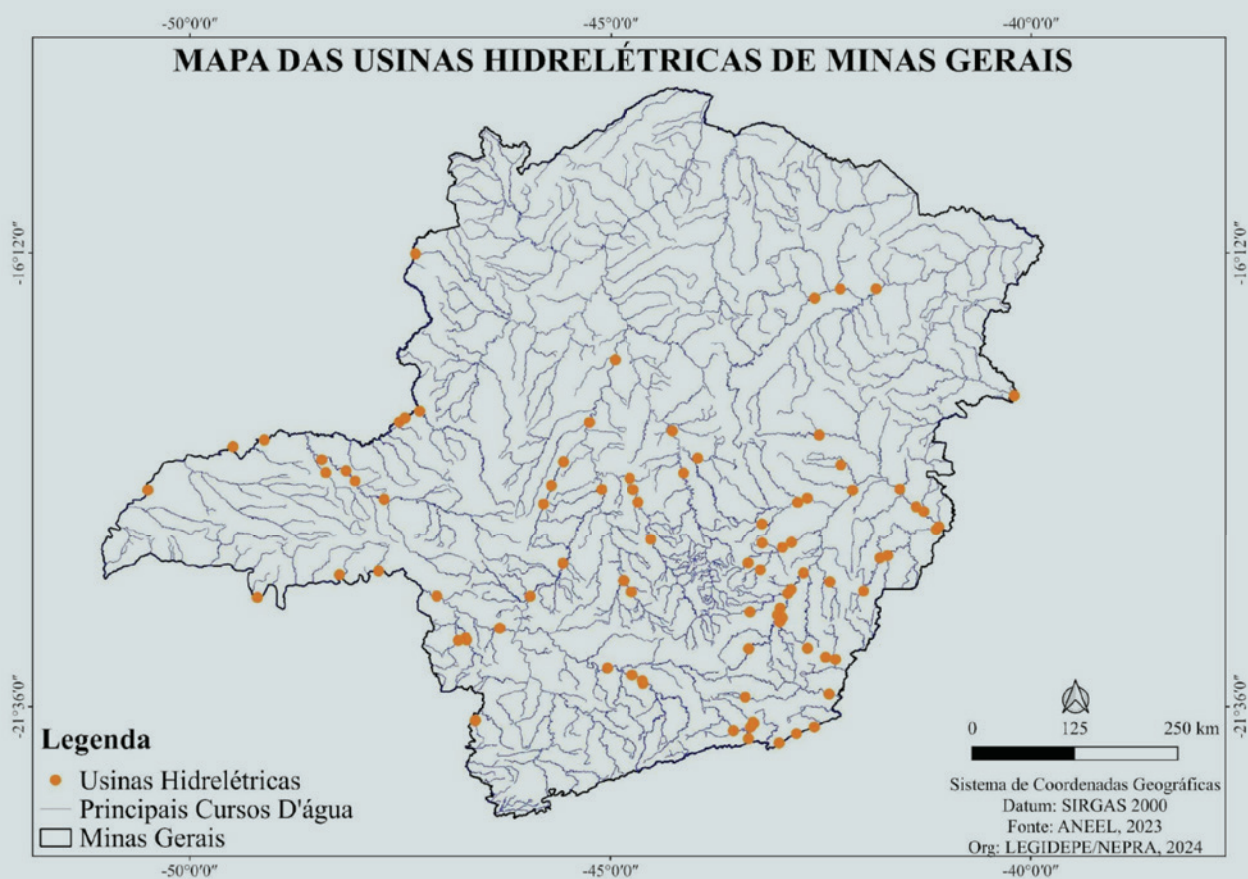 -50°0'0"
-45°0'0"
-40°0'0"
MAPA DAS USINAS HIDRELÉTRICAS DE MINAS GERAIS
-16°12'0"
-16°12'0"
-21°36'0"
-21°36'0"
Legenda
Usinas Hidrelétricas
Principais Cursos D'água
Minas Gerais
0 125 250 km
Sistema de Coordenadas Geográficas
Datum: SIRGAS 2000
Fonte: ANEEL, 2023
Org: LEGIDEPE/NEPRA, 2024
-50°0'0"
-45°0'0"
-40°0'0"